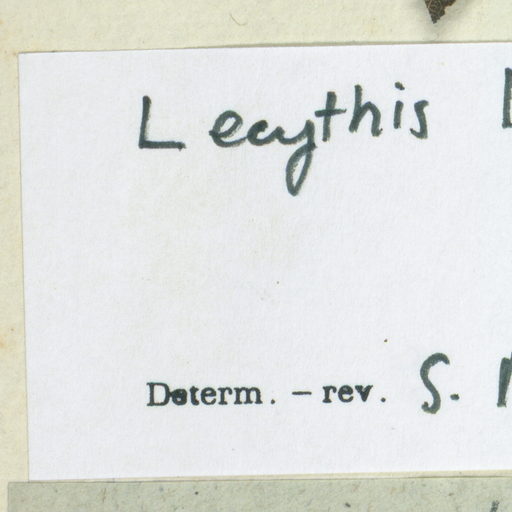 Lecythis
Determ. – rev. S.